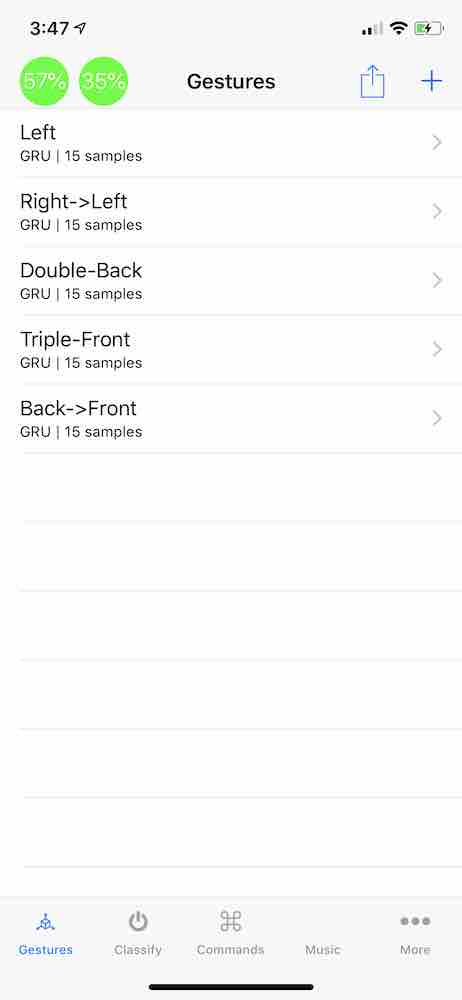 3:47
57% 35% Gestures
Left
GRU | 15 samples
Right->Left
GRU | 15 samples
Double-Back
GRU | 15 samples
Triple-Front
GRU | 15 samples
Back->Front
GRU | 15 samples
Gestures Classify Commands Music More